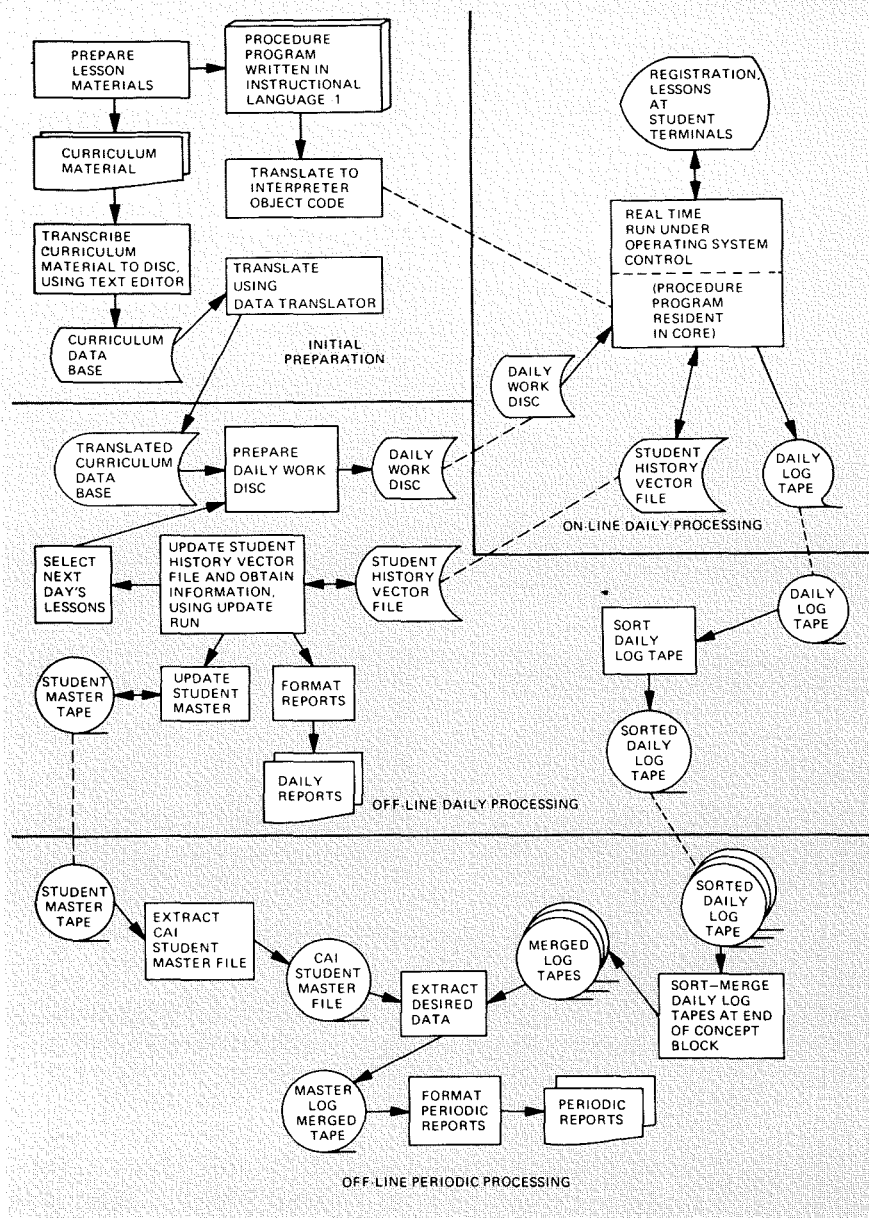 PREPARE
LESSON
MATERIALS
PROCEDURE
PROGRAM
WRITTEN IN
INSTRUCTIONAL
LANGUAGE 1
CURRICULUM
MATERIAL
TRANSLATE TO
INTERPRETER
OBJECT CODE
TRANSCRIBE
CURRICULUM
MATERIAL TO DISC,
USING TEXT EDITOR
TRANSLATE
USING
DATA TRANSLATOR
CURRICULUM
DATA
BASE
INITIAL
PREPARATION
REGISTRATION,
LESSONS
AT
STUDENT
TERMINALS
REAL TIME
RUN UNDER
OPERATING SYSTEM
CONTROL
(PROCEDURE
PROGRAM
RESIDENT
IN CORE)
DAILY
WORK
DISC
STUDENT
HISTORY
VECTOR
FILE
DAILY
LOG
TAPE
ON-LINE DAILY PROCESSING
TRANSLATED
CURRICULUM
DATA
BASE
PREPARE
DAILY WORK
DISC
DAILY
WORK
DISC
SELECT
NEXT
DAY'S
LESSONS
UPDATE STUDENT
HISTORY VECTOR
FILE AND OBTAIN
INFORMATION,
USING UPDATE
RUN
STUDENT
HISTORY
VECTOR
FILE
DAILY
LOG
TAPE
SORT
DAILY
LOG TAPE
STUDENT
MASTER
TAPE
UPDATE
STUDENT
MASTER
FORMAT
REPORTS
SORTED
DAILY
LOG
TAPE
DAILY
REPORTS
OFF-LINE DAILY PROCESSING
STUDENT
MASTER
TAPE
EXTRACT
CAI
STUDENT
MASTER FILE
CAI
STUDENT
MASTER
FILE
EXTRACT
DESIRED
DATA
MERGED
LOG
TAPES
SORTED
DAILY
LOG
TAPE
SORT-MERGE
DAILY LOG
TAPES AT END
OF CONCEPT
BLOCK
MASTER
LOG
MERGED
TAPE
FORMAT
PERIODIC
REPORTS
PERIODIC
REPORTS
OFF-LINE PERIODIC PROCESSING